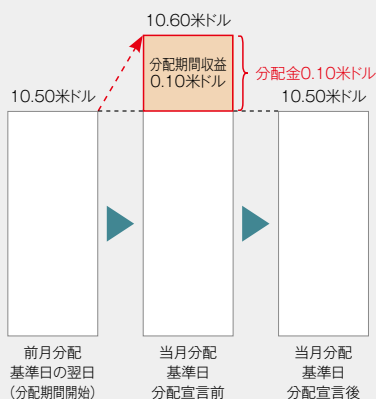 10.60米ドル
分配期間収益
0.10米ドル
分配金0.10米ドル
10.50米ドル
10.50米ドル
前月分配
基準日の翌日
(分配期間開始)
当月分配
基準日
分配宣言前
当月分配
基準日
分配宣言後